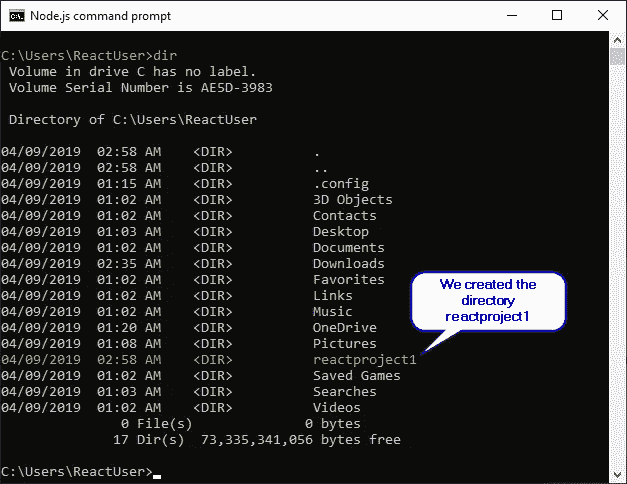 Node.js command prompt
C:\Users\ReactUser>dir
Volume in drive C has no label.
Volume Serial Number is AE5D-3983
Directory of C:\Users\ReactUser
04/09/2019 02:58 AM <DIR> .
04/09/2019 02:58 AM <DIR> ..
04/09/2019 01:15 AM <DIR> .config
04/09/2019 01:02 AM <DIR> 3D Objects
04/09/2019 01:02 AM <DIR> Contacts
04/09/2019 01:03 AM <DIR> Desktop
04/09/2019 01:02 AM <DIR> Documents
04/09/2019 02:35 AM <DIR> Downloads
04/09/2019 01:02 AM <DIR> Favorites
04/09/2019 01:02 AM <DIR> Links
04/09/2019 01:02 AM <DIR> Music
04/09/2019 01:20 AM <DIR> OneDrive
04/09/2019 01:08 AM <DIR> Pictures
04/09/2019 02:58 AM <DIR> reactproject1
04/09/2019 01:02 AM <DIR> Saved Games
04/09/2019 01:03 AM <DIR> Searches
04/09/2019 01:02 AM <DIR> Videos
0 File(s) 0 bytes
17 Dir(s) 73,335,341,056 bytes free
C:\Users\ReactUser>
We created the
directory
reactproject1